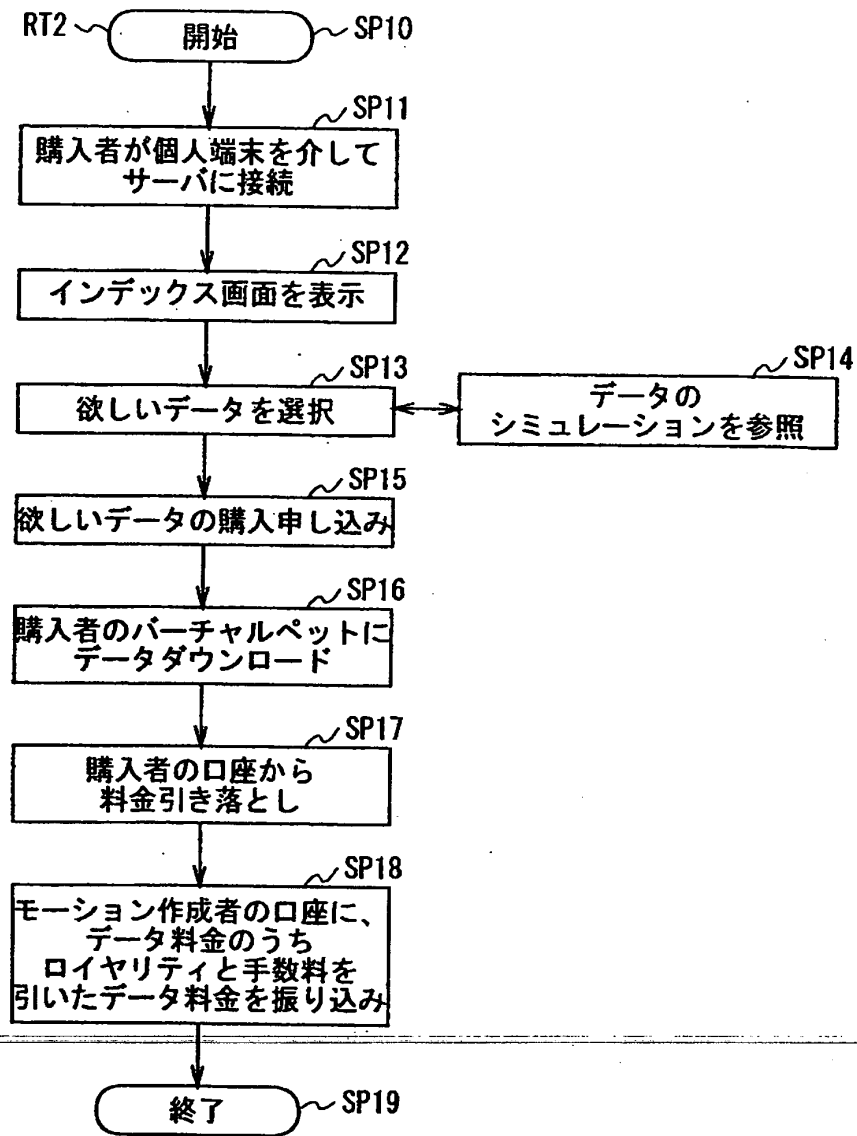 RT2
開始
SP10
SP11
購入者が個人端末を介して
サーバに接続
SP12
インデックス画面を表示
SP13
欲しいデータを選択
SP14
データの
シミュレーションを参照
SP15
欲しいデータの購入申し込み
SP16
購入者のバーチャルペットに
データダウンロード
SP17
購入者の口座から
料金引き落とし
SP18
モーション作成者の口座に、
データ料金のうち
ロイヤリティと手数料を
引いたデータ料金を振り込み
終了
SP19